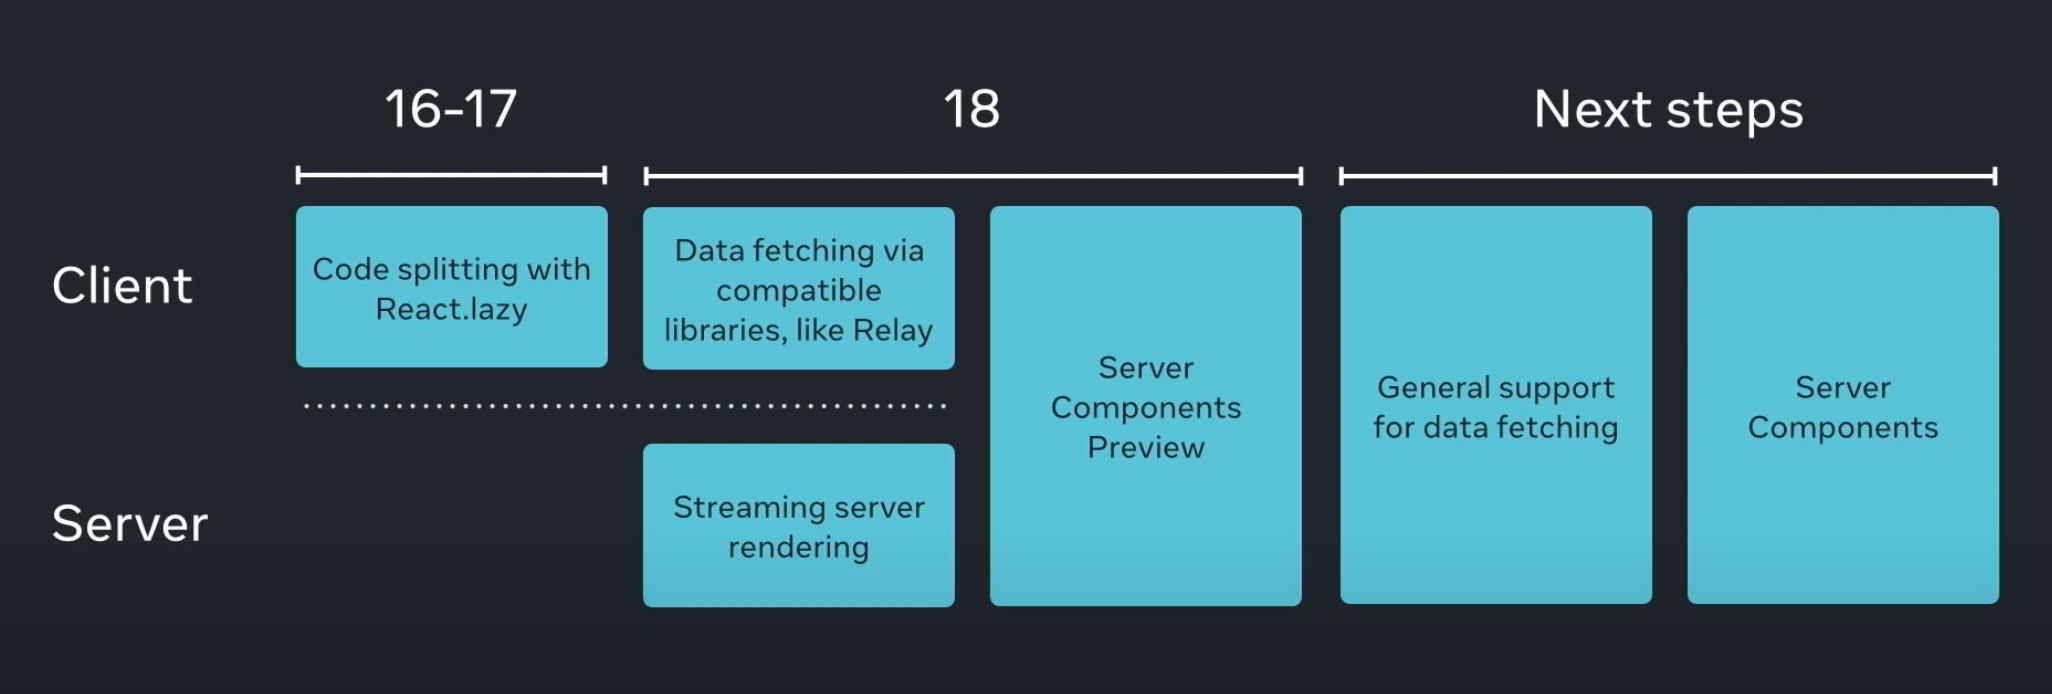 16-17
18
Next steps
Client
Code splitting with
React.lazy
Data fetching via
compatible
libraries, like Relay
Server
Components
Preview
General support
for data fetching
Server
Components
Server
Streaming server
rendering